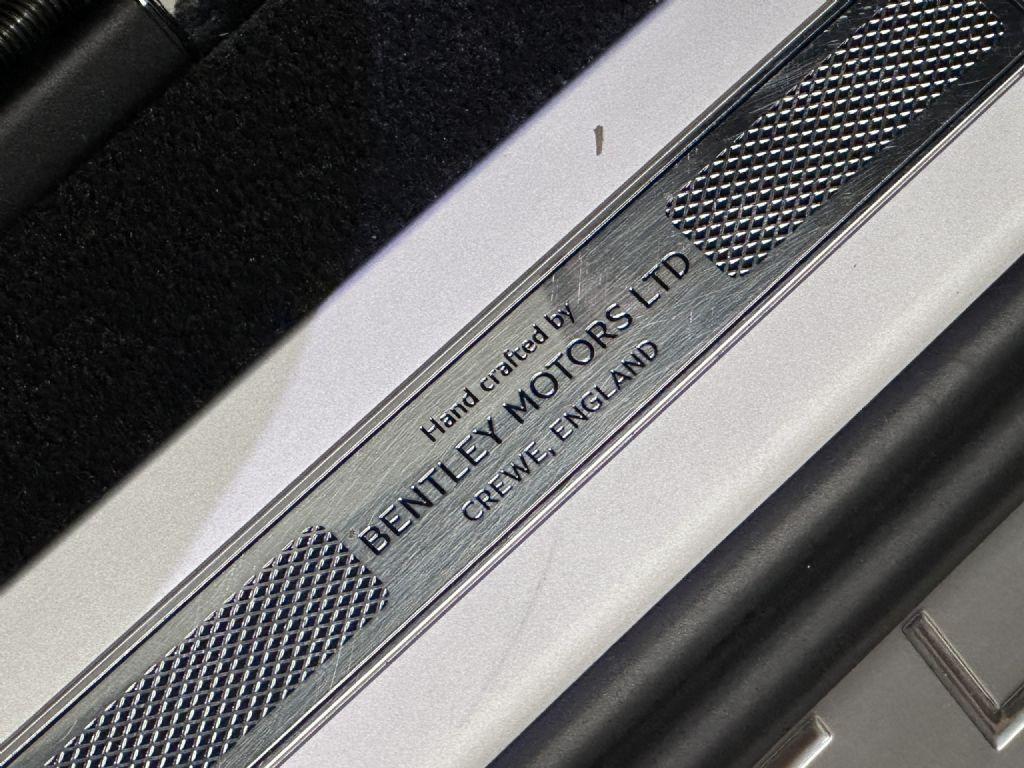 Hand crafted by
BENTLEY MOTORS LTD
CREWE, ENGLAND